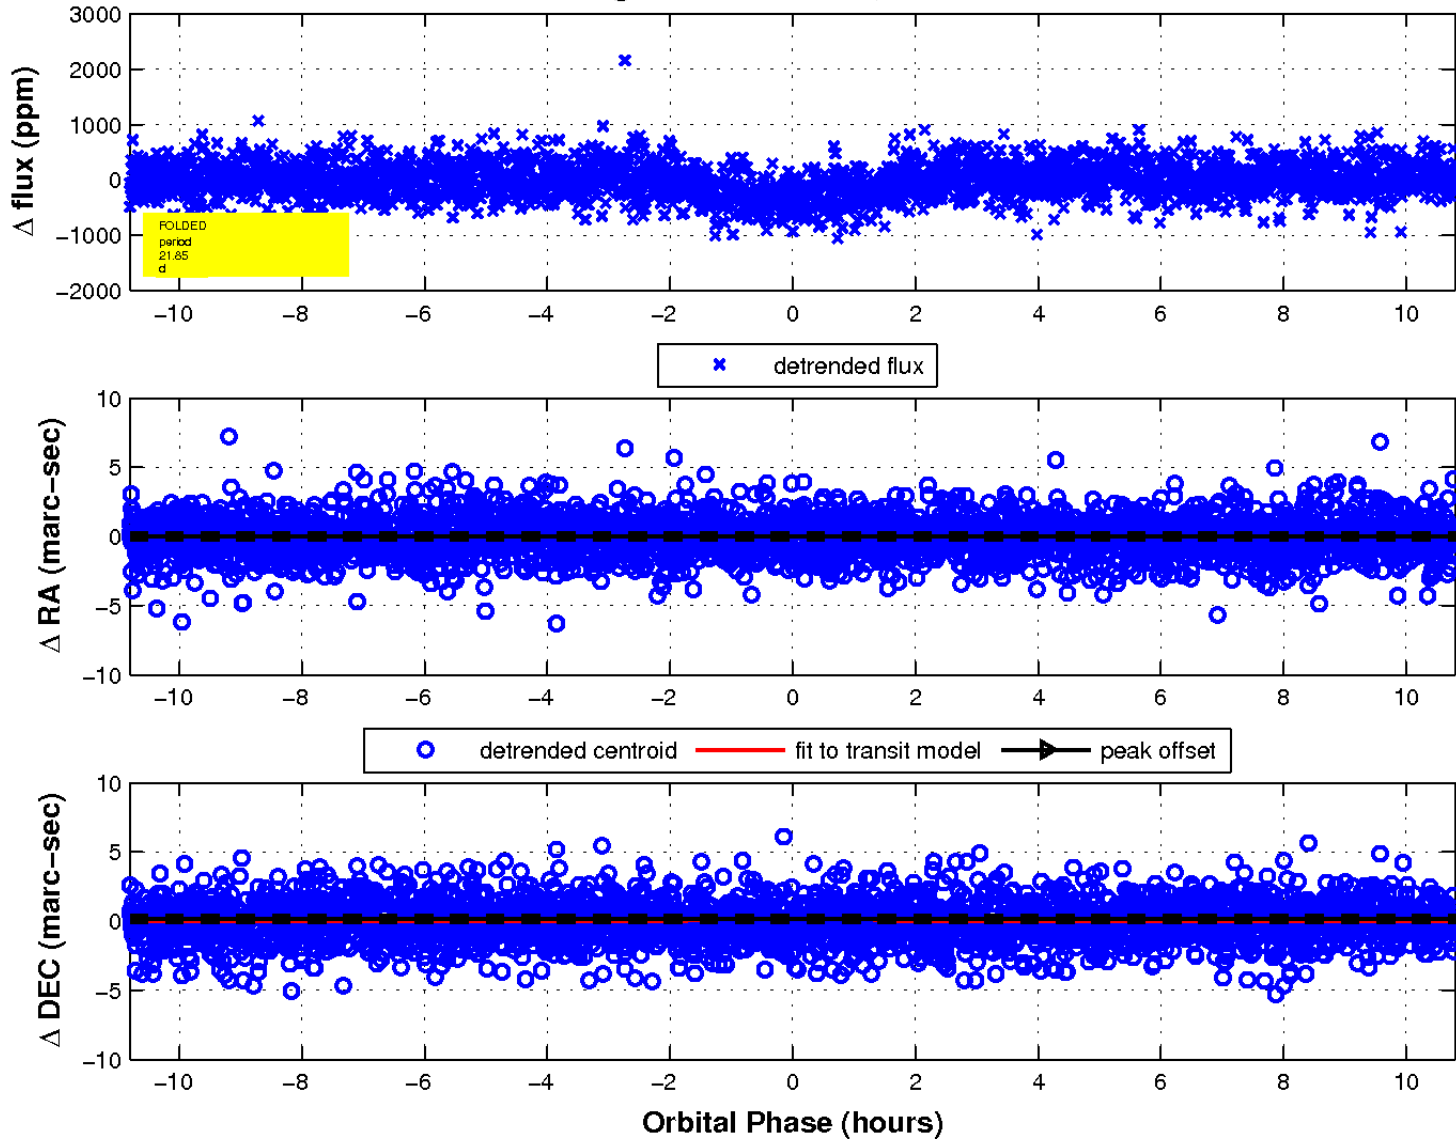 3000
2000
1000
0
−1000
−2000
Δ flux (ppm)
FOLDED
period
21.85
d
−10 −8 −6 −4 −2 0 2 4 6 8 10
detrended flux
10
5
0
−5
−10
Δ RA (marc−sec)
−10 −8 −6 −4 −2 0 2 4 6 8 10
detrended centroid fit to transit model peak offset
10
5
0
−5
−10
Δ DEC (marc−sec)
−10 −8 −6 −4 −2 0 2 4 6 8 10
Orbital Phase (hours)